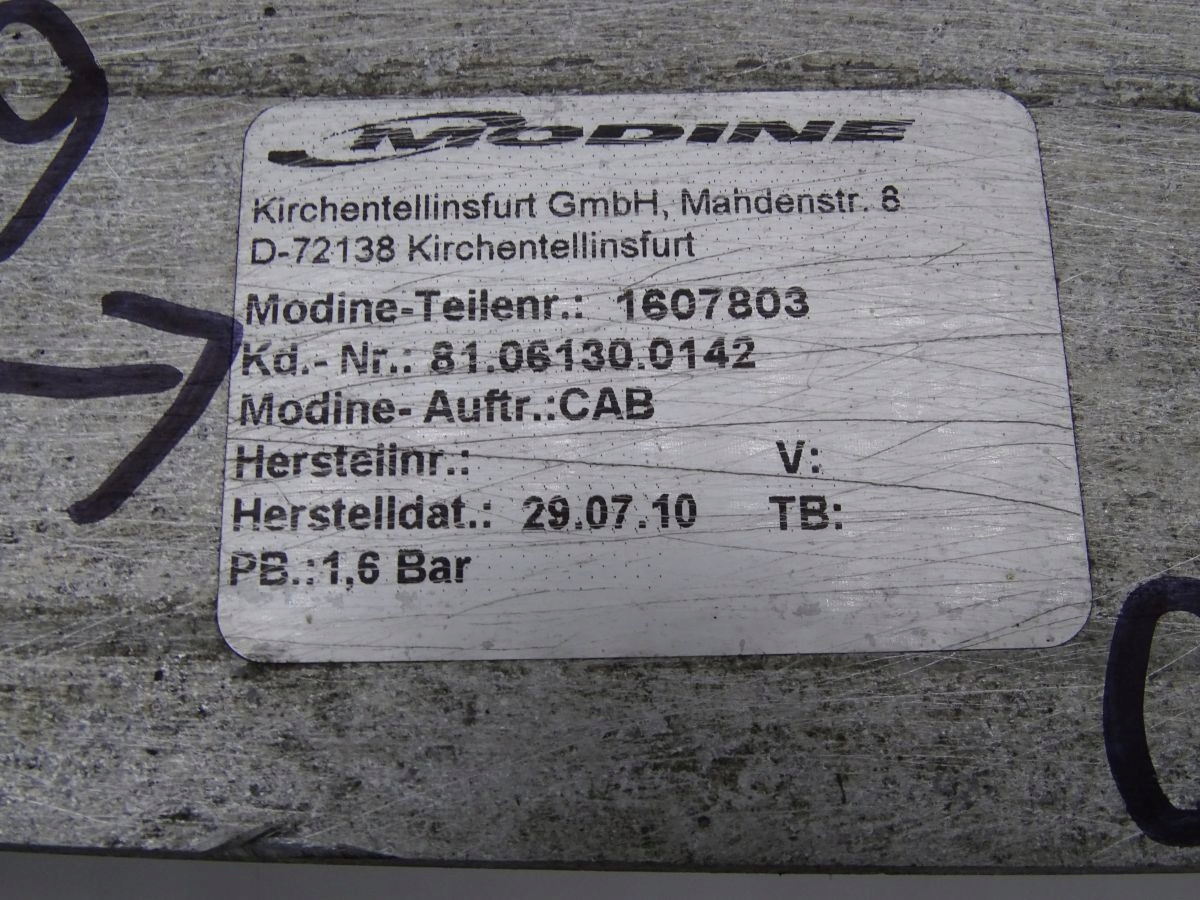 MODINE
Kirchentellinsfurt GmbH, Mahdenstr. 8
D-72138 Kirchentellinsfurt
Modine-Teilenr.: 1607803
Kd.- Nr.: 81.06130.0142
Modine- Auftr.:CAB
Herstellnr.: V:
Herstelldat.: 29.07.10 TB:
PB.:1,6 Bar